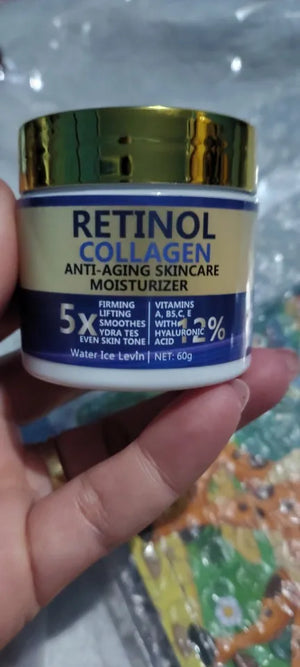 RETINOL
COLLAGEN
ANTI-AGING SKINCARE
MOISTURIZER
5X
FIRMING
LIFTING
SMOOTHES
YDRA TES
EVEN SKIN TONE
VITAMINS
A, B5,C, E
WITH
HYALURONIC
ACID
12%
Water Ice Levin | NET: 60g